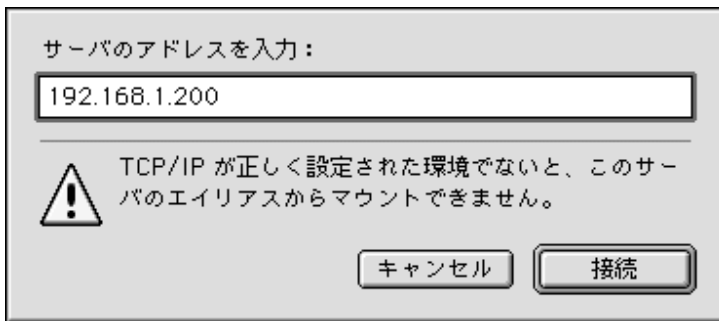 サーバのアドレスを入力：
192.168.1.200
TCP/IP が正しく設定された環境でないと、このサー
バのエイリアスからマウントできません。
キャンセル
接続